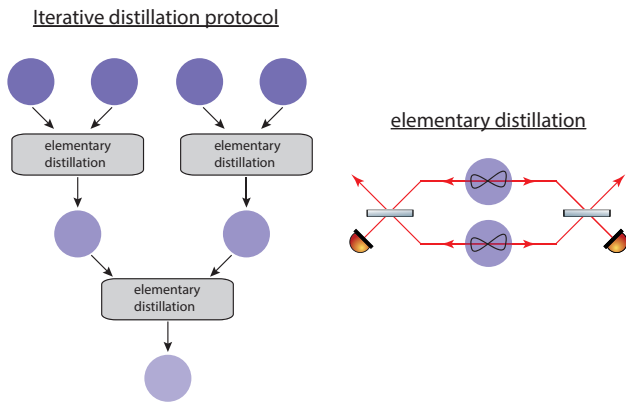 Iterative distillation protocol
elementary
distillation
elementary
distillation
elementary
distillation
elementary distillation